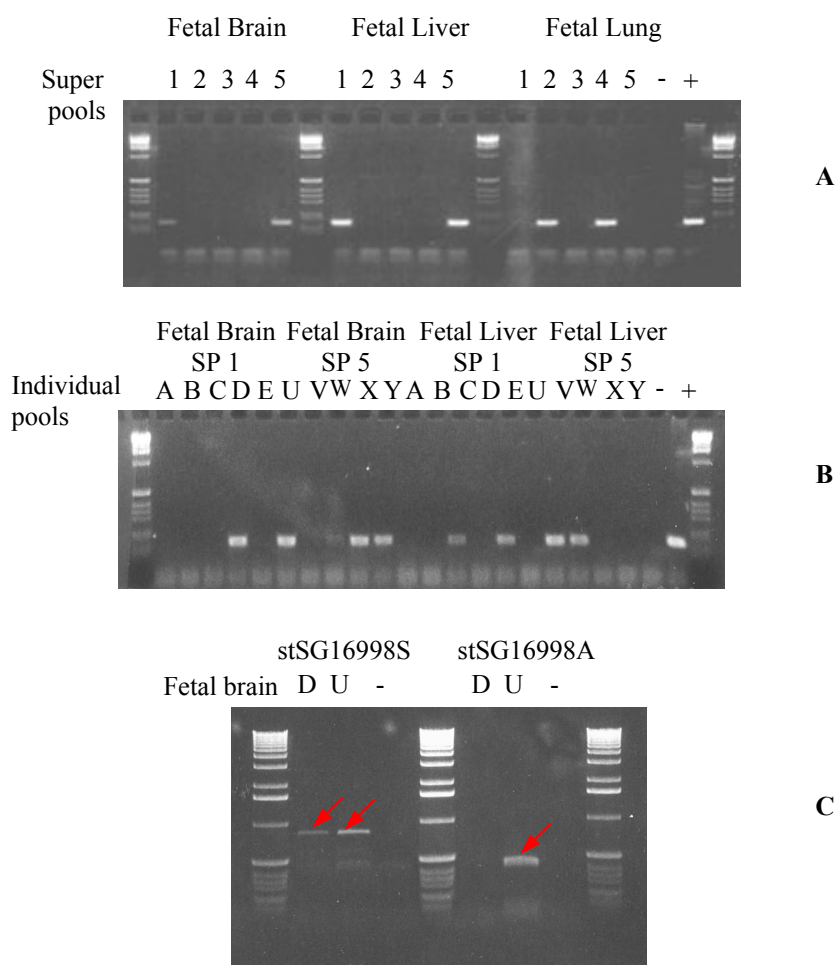 Fetal Brain Fetal Liver Fetal Lung
Super pools 1 2 3 4 5 1 2 3 4 5 1 2 3 4 5 - +
A
Fetal Brain Fetal Brain Fetal Liver Fetal Liver
SP 1 SP 5 SP 1 SP 5
Individual pools A B C D E U V W X Y A B C D E U V W X Y - +
B
stSG16998S stSG16998A
Fetal brain D U - D U -
C